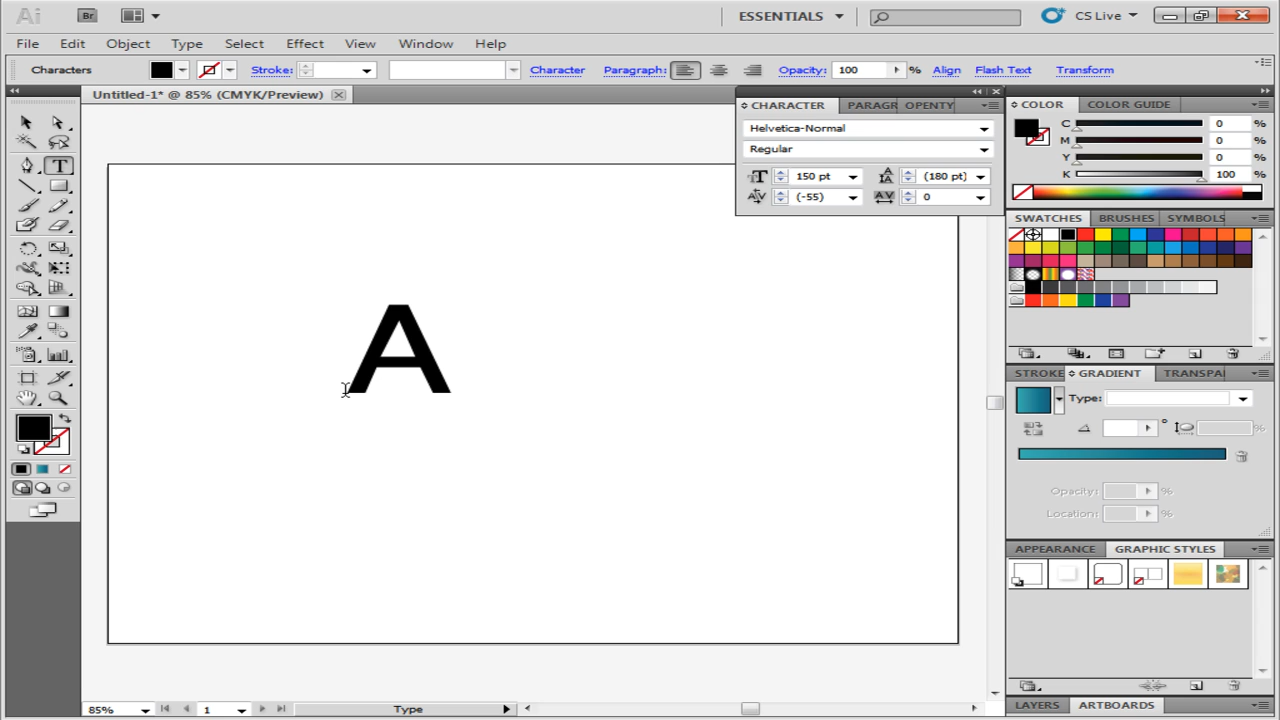 Ai Br ESSENTIALS CS Live
File Edit Object Type Select Effect View Window Help
Characters Stroke: Character Paragraph: Opacity: 100 % Align Flash Text Transform
Untitled-1* @ 85% (CMYK/Preview)
CHARACTER PARAGR OPENTY
Helvetica-Normal
Regular
150 pt (180 pt)
(-55) 0
COLOR COLOR GUIDE
C 0 %
M 0 %
Y 0 %
K 100 %
SWATCHES BRUSHES SYMBOLS
A
STROKE GRADIENT TRANSPA
Type:
° %
Opacity: %
Location: %
APPEARANCE GRAPHIC STYLES
LAYERS ARTBOARDS
85% 1 Type